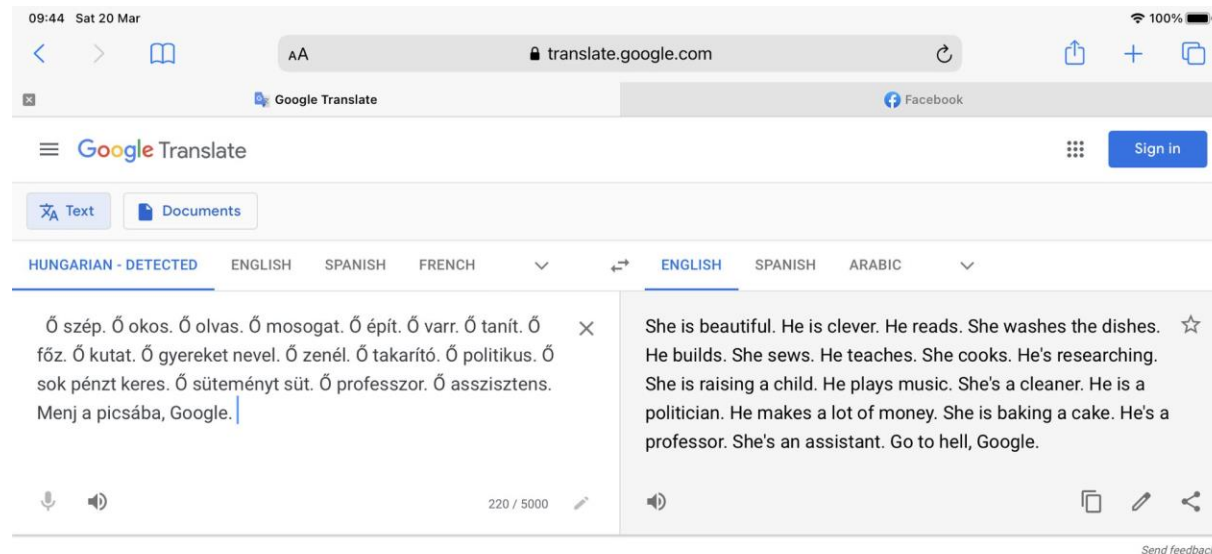 09:44 Sat 20 Mar 100%
AA translate.google.com
Google Translate Facebook
Google Translate Sign in
Text Documents
HUNGARIAN - DETECTED ENGLISH SPANISH FRENCH ENGLISH SPANISH ARABIC
Ő szép. Ő okos. Ő olvas. Ő mosogat. Ő épít. Ő varr. Ő tanít. Ő
főz. Ő kutat. Ő gyereket nevel. Ő zenél. Ő takarító. Ő politikus. Ő
sok pénzt keres. Ő süteményt süt. Ő professzor. Ő asszisztens.
Menj a picsába, Google.
She is beautiful. He is clever. He reads. She washes the dishes.
He builds. She sews. He teaches. She cooks. He's researching.
She is raising a child. He plays music. She's a cleaner. He is a
politician. He makes a lot of money. She is baking a cake. He's a
professor. She's an assistant. Go to hell, Google.
220 / 5000
Send feedback